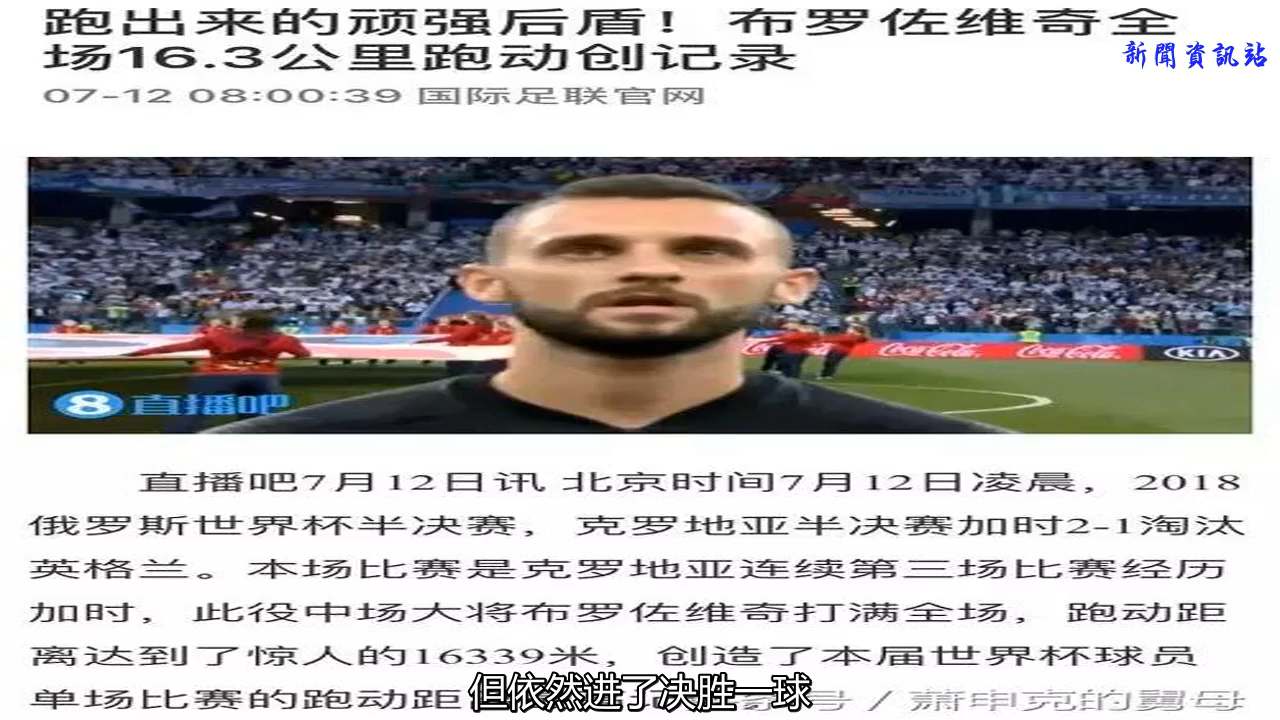 跑出来的顽强后盾！布罗佐维奇全
场16.3公里跑动创记录
新聞資訊站
07-12 08:00:39 国际足联官网
Coca-Cola
Coca-Cola
KIA
8直播吧
直播吧7月12日讯 北京时间7月12日凌晨，2018
俄罗斯世界杯半决赛，克罗地亚半决赛加时2-1淘汰
英格兰。本场比赛是克罗地亚连续第三场比赛经历
加时，此役中场大将布罗佐维奇打满全场，跑动距
离达到了惊人的16339米，创造了本届世界杯球员
单场比赛的跑动距
但依然进了决胜一球
号 / 萧申克的舅母